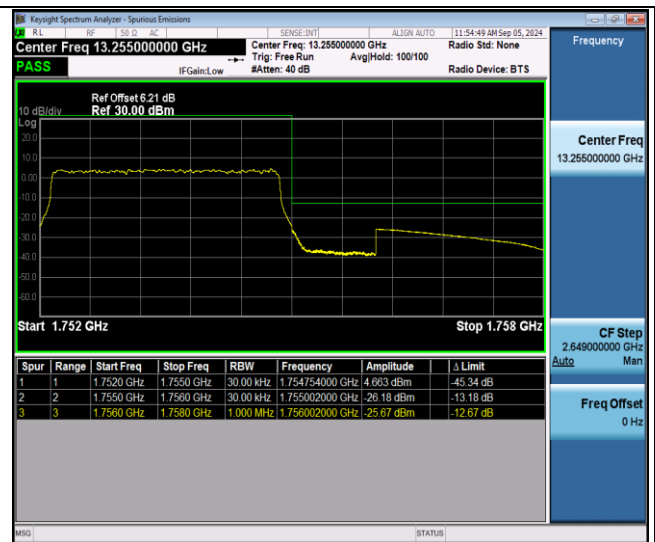 Keysight Spectrum Analyzer - Spurious Emissions
RL RF 50 Ω AC SENSE:INT ALIGN AUTO 11:54:49 AM Sep 05, 2024
Center Freq 13.255000000 GHz
PASS
IFGain:Low
Center Freq: 13.255000000 GHz
Trig: Free Run Avg|Hold: 100/100
#Atten: 40 dB
Radio Std: None
Radio Device: BTS
Frequency
Ref Offset 6.21 dB
10 dB/div Ref 30.00 dBm
Log
20.0
10.0
0.00
-10.0
-20.0
-30.0
-40.0
-50.0
-60.0
Start 1.752 GHz Stop 1.758 GHz
Center Freq
13.255000000 GHz
CF Step
2.649000000 GHz
Auto Man
Freq Offset
0 Hz
Spur Range Start Freq Stop Freq RBW Frequency Amplitude Δ Limit
1 1 1.7520 GHz 1.7550 GHz 30.00 kHz 1.754754000 GHz 4.663 dBm -45.34 dB
2 2 1.7550 GHz 1.7560 GHz 30.00 kHz 1.755002000 GHz -26.18 dBm -13.18 dB
3 3 1.7560 GHz 1.7580 GHz 1.000 MHz 1.756002000 GHz -25.67 dBm -12.67 dB
MSG STATUS